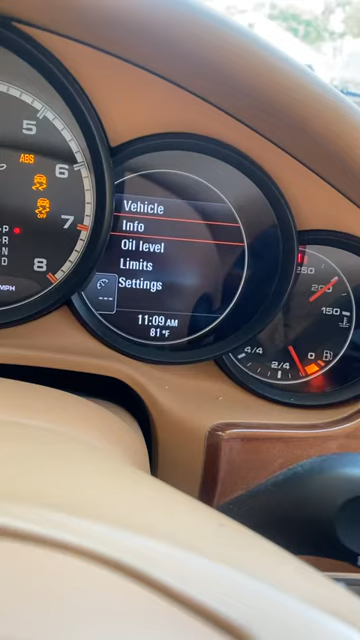 5
ABS
6
P
R
N
D
7
8
MPH
Vehicle
Info
Oil level
Limits
Settings
---
11:09 AM
81 °F
250
200
150
4/4
2/4
0